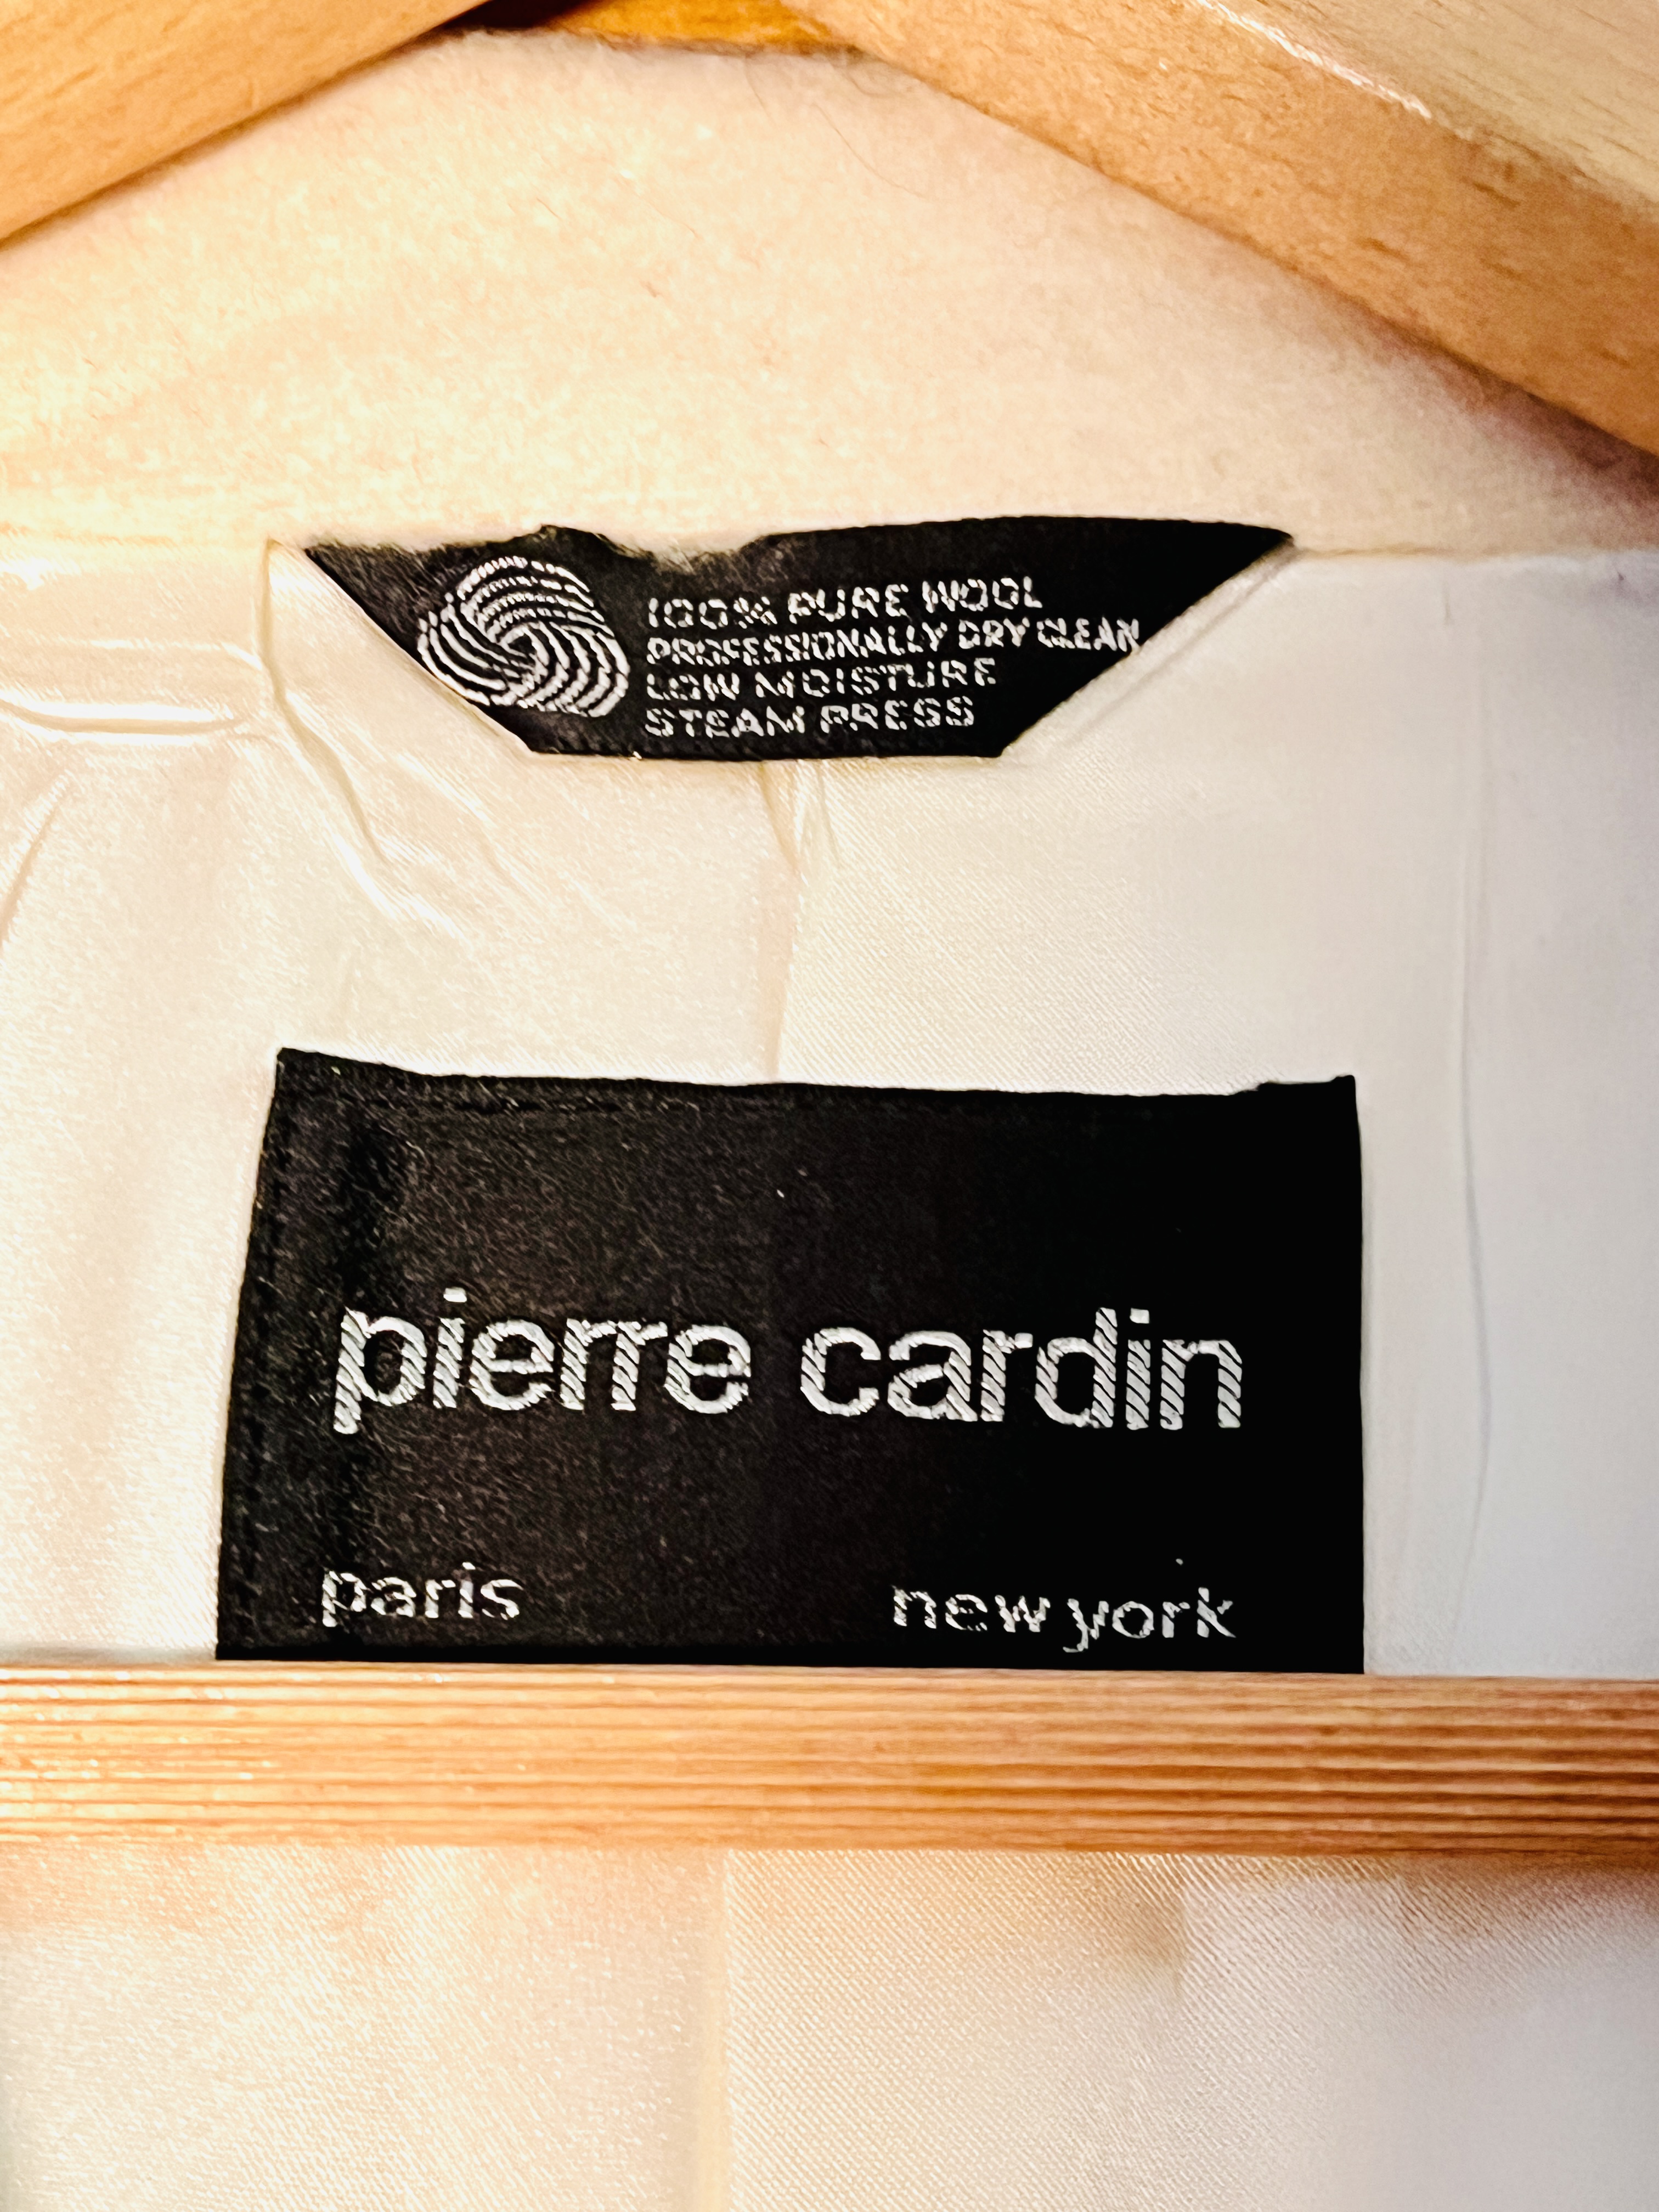 100% PURE WOOL
PROFESSIONALLY DRY CLEAN
LOW MOISTURE
STEAM PRESS
pierre cardin
paris new york